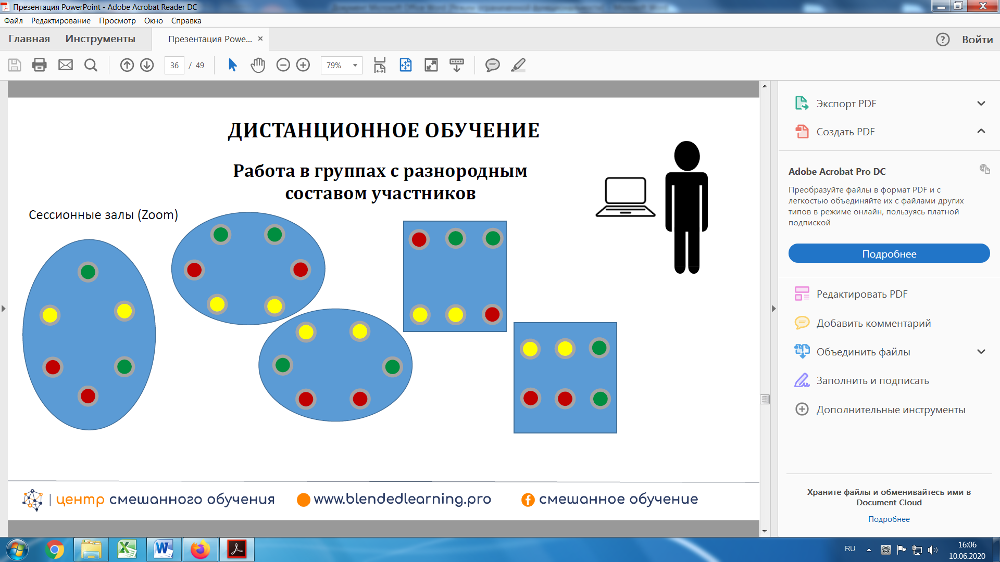 Презентация PowerPoint - Adobe Acrobat Reader DC
Файл Редактирование Просмотр Окно Справка
Главная Инструменты Презентация Powe... × ? Войти
36 / 49 79%
ДИСТАНЦИОННОЕ ОБУЧЕНИЕ
Работа в группах с разнородным
составом участников
Сессионные залы (Zoom)
| центр смешанного обучения www.blendedlearning.pro смешанное обучение
Экспорт PDF
Создать PDF
Adobe Acrobat Pro DC
Преобразуйте файлы в формат PDF и с
легкостью объединяйте их с файлами других
типов в режиме онлайн, пользуясь платной
подпиской
Подробнее
Редактировать PDF
Добавить комментарий
Объединить файлы
Заполнить и подписать
Дополнительные инструменты
Храните файлы и обменивайтесь ими в
Document Cloud
Подробнее
RU
16:06
10.06.2020